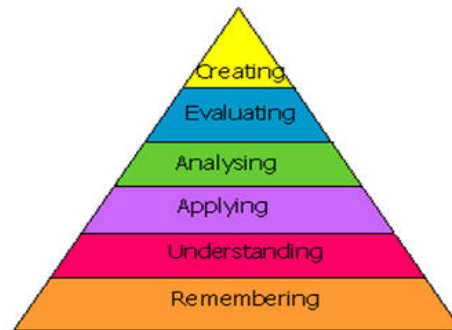 Creating
Evaluating
Analysing
Applying
Understanding
Remembering